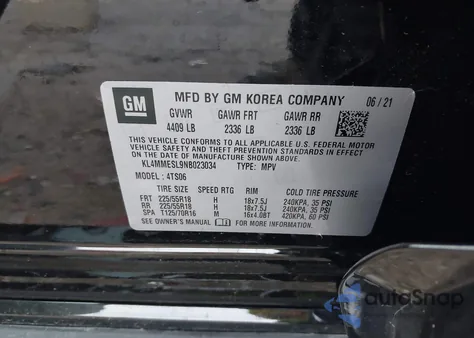 GM MFD BY GM KOREA COMPANY 06/21
GVWR GAWR FRT GAWR RR
4409 LB 2336 LB 2336 LB
THIS VEHICLE CONFORMS TO ALL APPLICABLE U.S. FEDERAL MOTOR
VEHICLE SAFETY, BUMPER, AND THEFT PREVENTION STANDARDS IN
EFFECT ON THE DATE OF MANUFACTURE SHOWN ABOVE.
KL4MMESL9NB023034 TYPE: MPV
MODEL: 4TS06
TIRE SIZE SPEED RTG RIM COLD TIRE PRESSURE
FRT 225/55R18 H 18x7.5J 240KPA, 35 PSI
RR 225/55R18 H 18x7.5J 240KPA, 35 PSI
SPA T125/70R16 M 16x4.0BT 420KPA, 60 PSI
SEE OWNER'S MANUAL FOR ADDITIONAL INFORMATION.
autoSnap